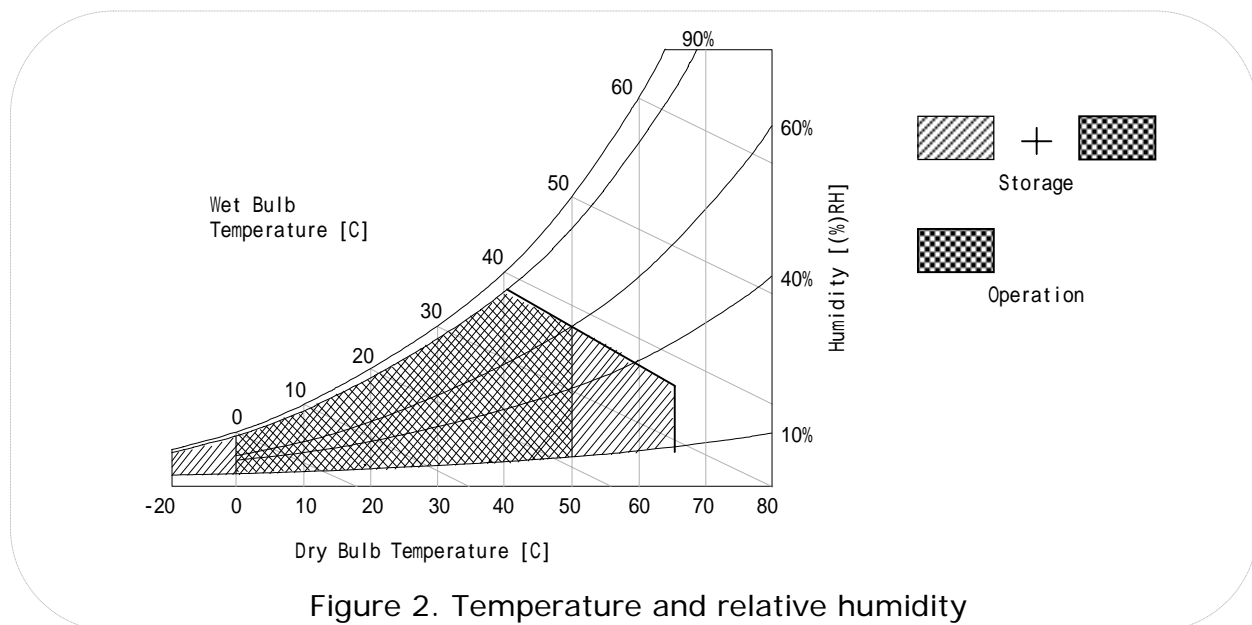 90%
60
60%
50
Wet Bulb
Temperature [C]
Storage
40
Humidity [(%)RH]
40%
Operation
30
20
10
0
10%
-20 0 10 20 30 40 50 60 70 80
Dry Bulb Temperature [C]
Figure 2. Temperature and relative humidity